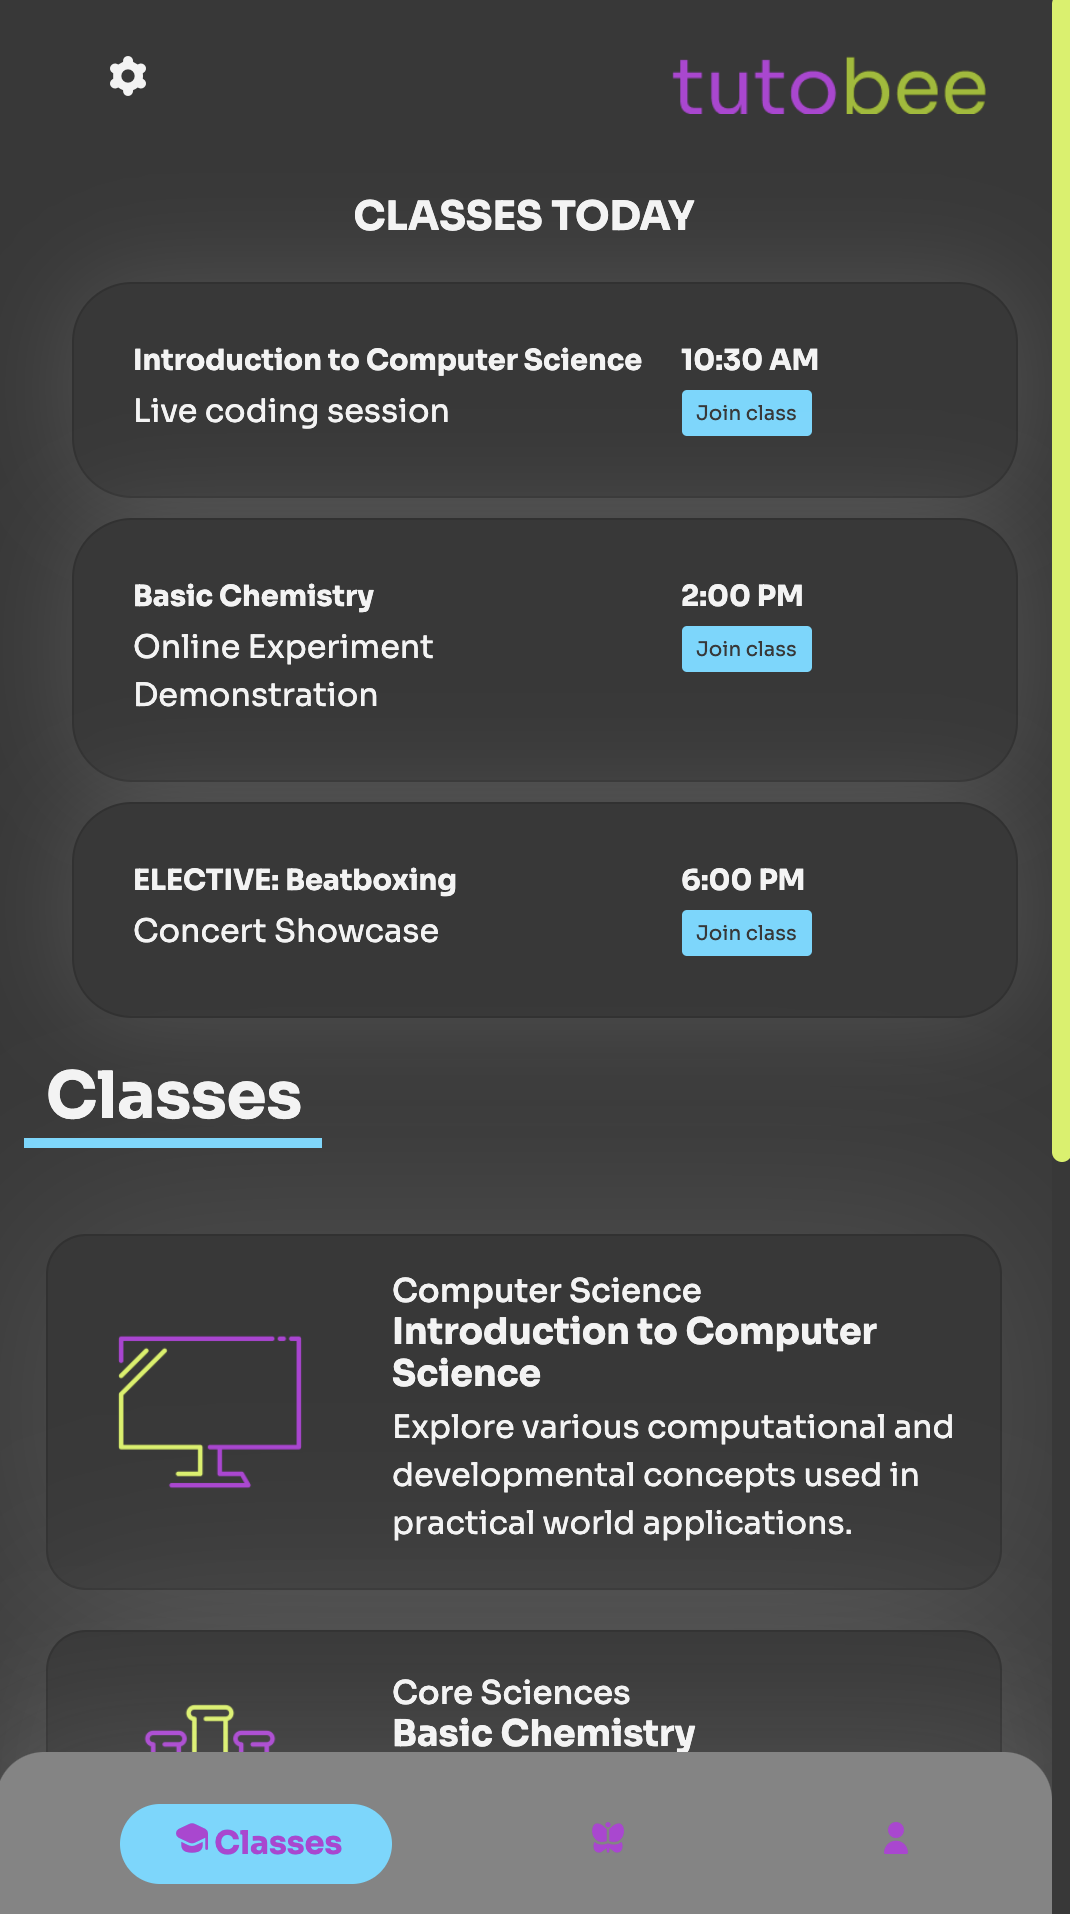 tutobee
CLASSES TODAY
Introduction to Computer Science
10:30 AM
Live coding session
Join class
Basic Chemistry
2:00 PM
Online Experiment
Demonstration
Join class
ELECTIVE: Beatboxing
6:00 PM
Concert Showcase
Join class
Classes
Computer Science
Introduction to Computer
Science
Explore various computational and
developmental concepts used in
practical world applications.
Core Sciences
Basic Chemistry
Classes